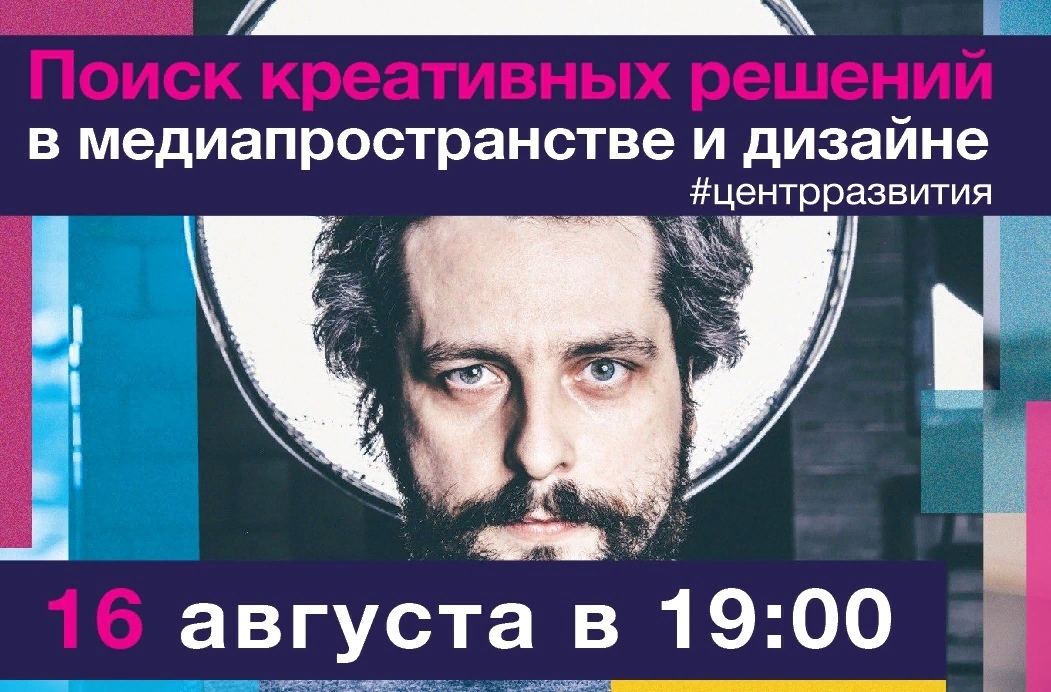 Поиск креативных решений
в медиапространстве и дизайне
#центрразвития
16 августа в 19:00